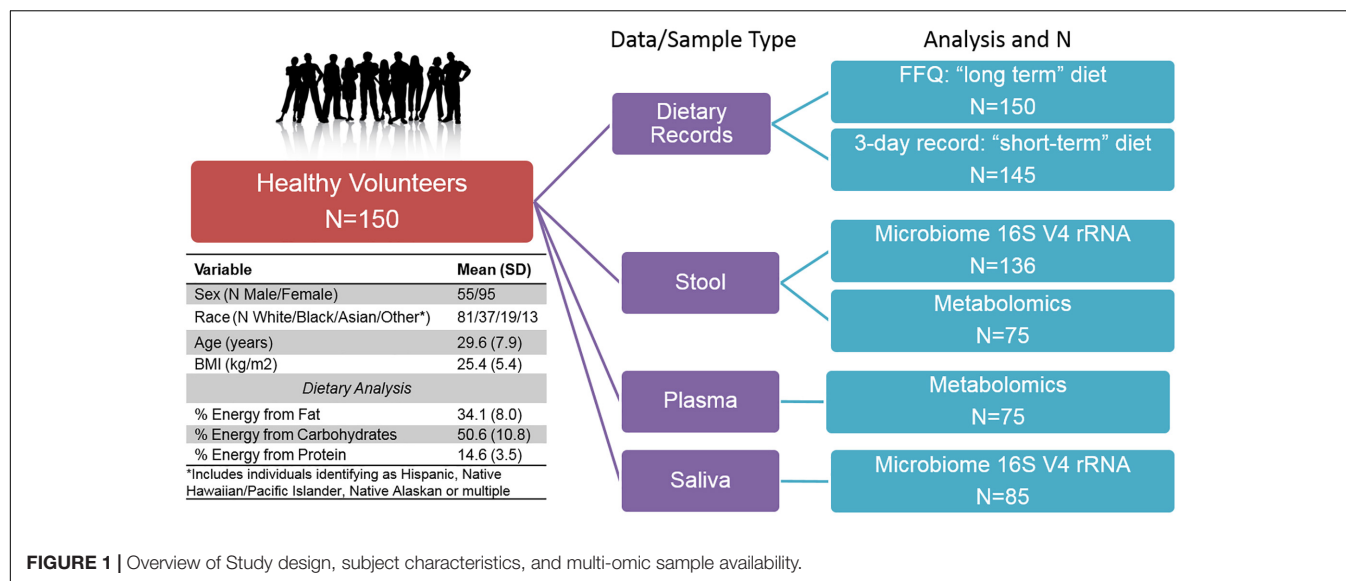 Data/Sample Type
Analysis and N
Healthy Volunteers
N=150
Variable Mean (SD)
Sex (N Male/Female) 55/95
Race (N White/Black/Asian/Other*) 81/37/19/13
Age (years) 29.6 (7.9)
BMI (kg/m2) 25.4 (5.4)
Dietary Analysis
% Energy from Fat 34.1 (8.0)
% Energy from Carbohydrates 50.6 (10.8)
% Energy from Protein 14.6 (3.5)
*Includes individuals identifying as Hispanic, Native
Hawaiian/Pacific Islander, Native Alaskan or multiple
Dietary
Records
Stool
Plasma
Saliva
FFQ: “long term” diet
N=150
3-day record: “short-term” diet
N=145
Microbiome 16S V4 rRNA
N=136
Metabolomics
N=75
Metabolomics
N=75
Microbiome 16S V4 rRNA
N=85
FIGURE 1 | Overview of Study design, subject characteristics, and multi-omic sample availability.